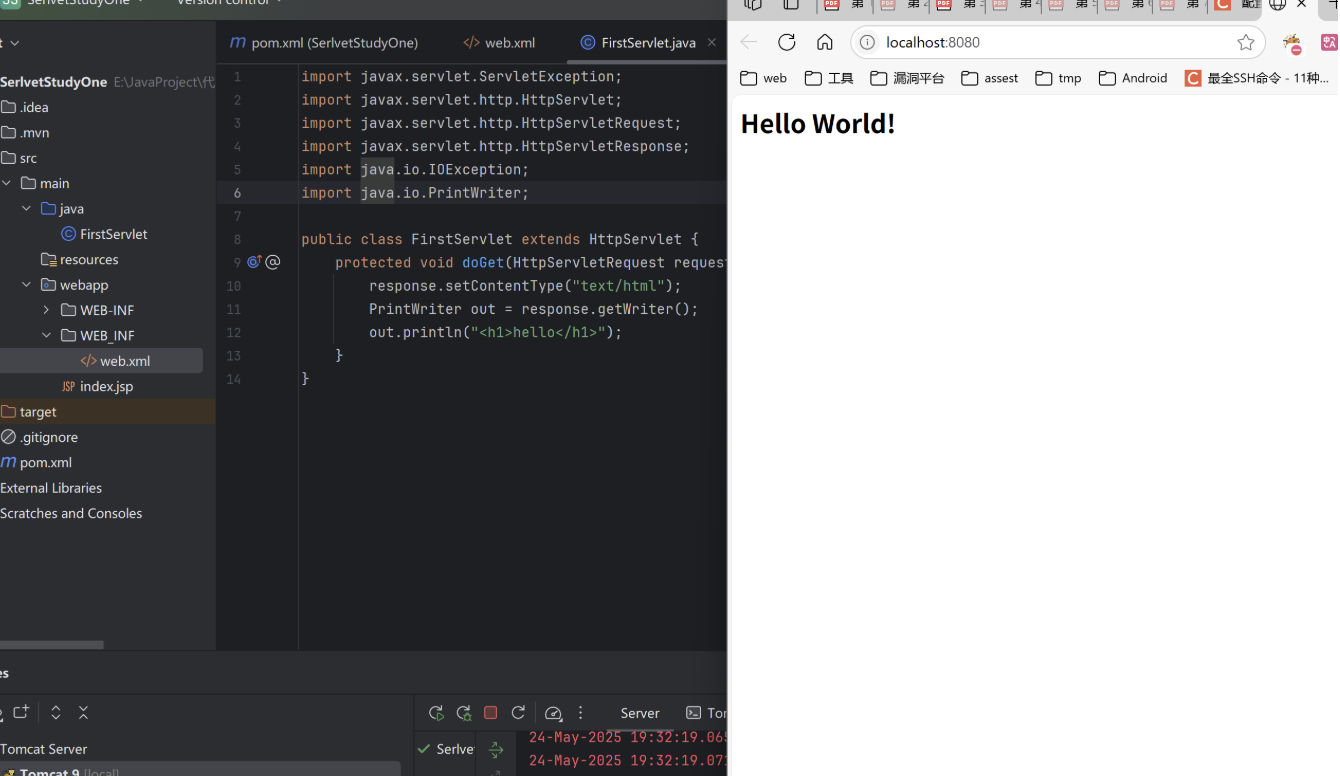 SerlvetStudyOne
Version control
pom.xml (SerlvetStudyOne)
web.xml
FirstServlet.java
SerlvetStudyOne E:\JavaProject\代
.idea
.mvn
src
main
java
FirstServlet
resources
webapp
WEB-INF
WEB_INF
web.xml
index.jsp
target
.gitignore
pom.xml
External Libraries
Scratches and Consoles
1 import javax.servlet.ServletException;
2 import javax.servlet.http.HttpServlet;
3 import javax.servlet.http.HttpServletRequest;
4 import javax.servlet.http.HttpServletResponse;
5 import java.io.IOException;
6 import java.io.PrintWriter;
7
8 public class FirstServlet extends HttpServlet {
9 protected void doGet(HttpServletRequest request
10 response.setContentType("text/html");
11 PrintWriter out = response.getWriter();
12 out.println("<h1>hello</h1>");
13 }
14 }
Server
Tomcat Server
Tomcat 9 [local]
Serlve
24-May-2025 19:32:19.065
24-May-2025 19:32:19.07
localhost:8080
web
工具
漏洞平台
assest
tmp
Android
最全SSH命令 - 11种...
Hello World!